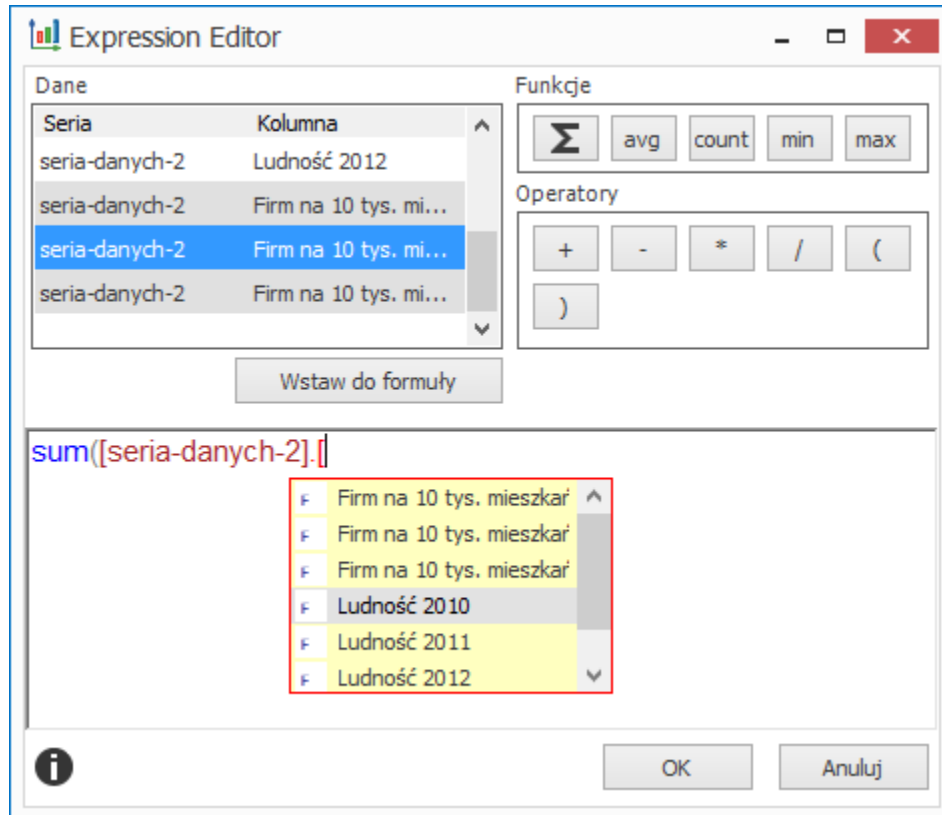 Expression Editor
Dane
Seria Kolumna
seria-danych-2 Ludność 2012
seria-danych-2 Firm na 10 tys. mi...
seria-danych-2 Firm na 10 tys. mi...
seria-danych-2 Firm na 10 tys. mi...
Wstaw do formuły
Funkcje
Σ avg count min max
Operatory
+ - * / (
)
sum([seria-danych-2].[
F Firm na 10 tys. mieszkań
F Firm na 10 tys. mieszkań
F Firm na 10 tys. mieszkań
F Ludność 2010
F Ludność 2011
F Ludność 2012
OK Anuluj